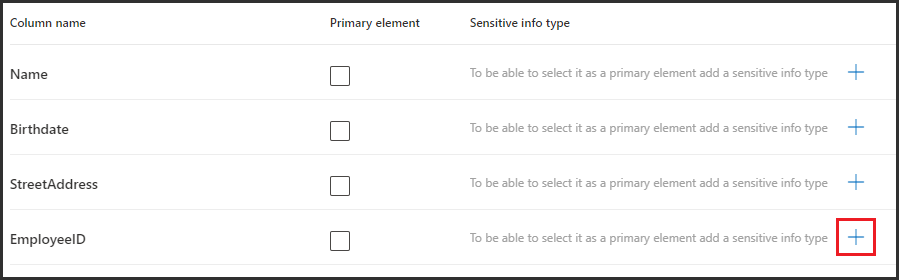 Column name Primary element Sensitive info type
Name To be able to select it as a primary element add a sensitive info type
Birthdate To be able to select it as a primary element add a sensitive info type
StreetAddress To be able to select it as a primary element add a sensitive info type
EmployeeID To be able to select it as a primary element add a sensitive info type